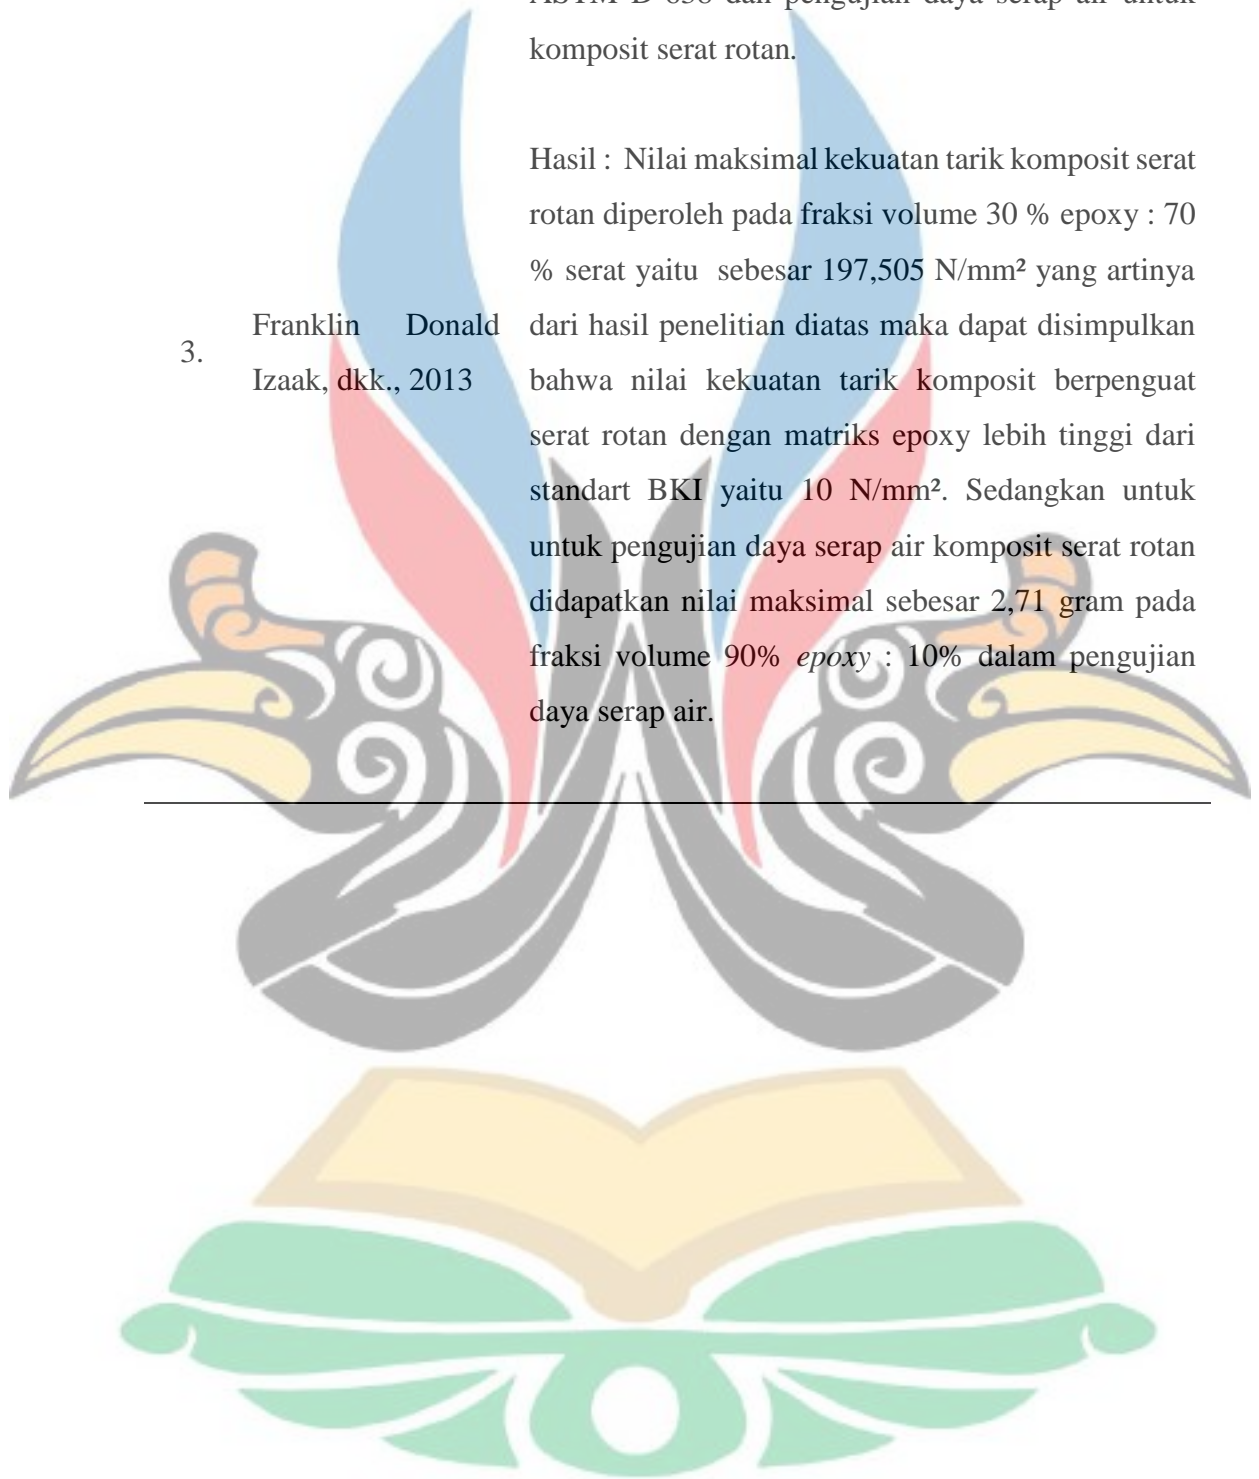 ASTM D 638 dan pengujian daya serap air untuk
komposit serat rotan.
Hasil : Nilai maksimal kekuatan tarik komposit serat
rotan diperoleh pada fraksi volume 30 % epoxy : 70
% serat yaitu sebesar 197,505 N/mm² yang artinya
3.
Franklin Donald
Izaak, dkk., 2013
dari hasil penelitian diatas maka dapat disimpulkan
bahwa nilai kekuatan tarik komposit berpenguat
serat rotan dengan matriks epoxy lebih tinggi dari
standart BKI yaitu 10 N/mm². Sedangkan untuk
untuk pengujian daya serap air komposit serat rotan
didapatkan nilai maksimal sebesar 2,71 gram pada
fraksi volume 90% epoxy : 10% dalam pengujian
daya serap air.